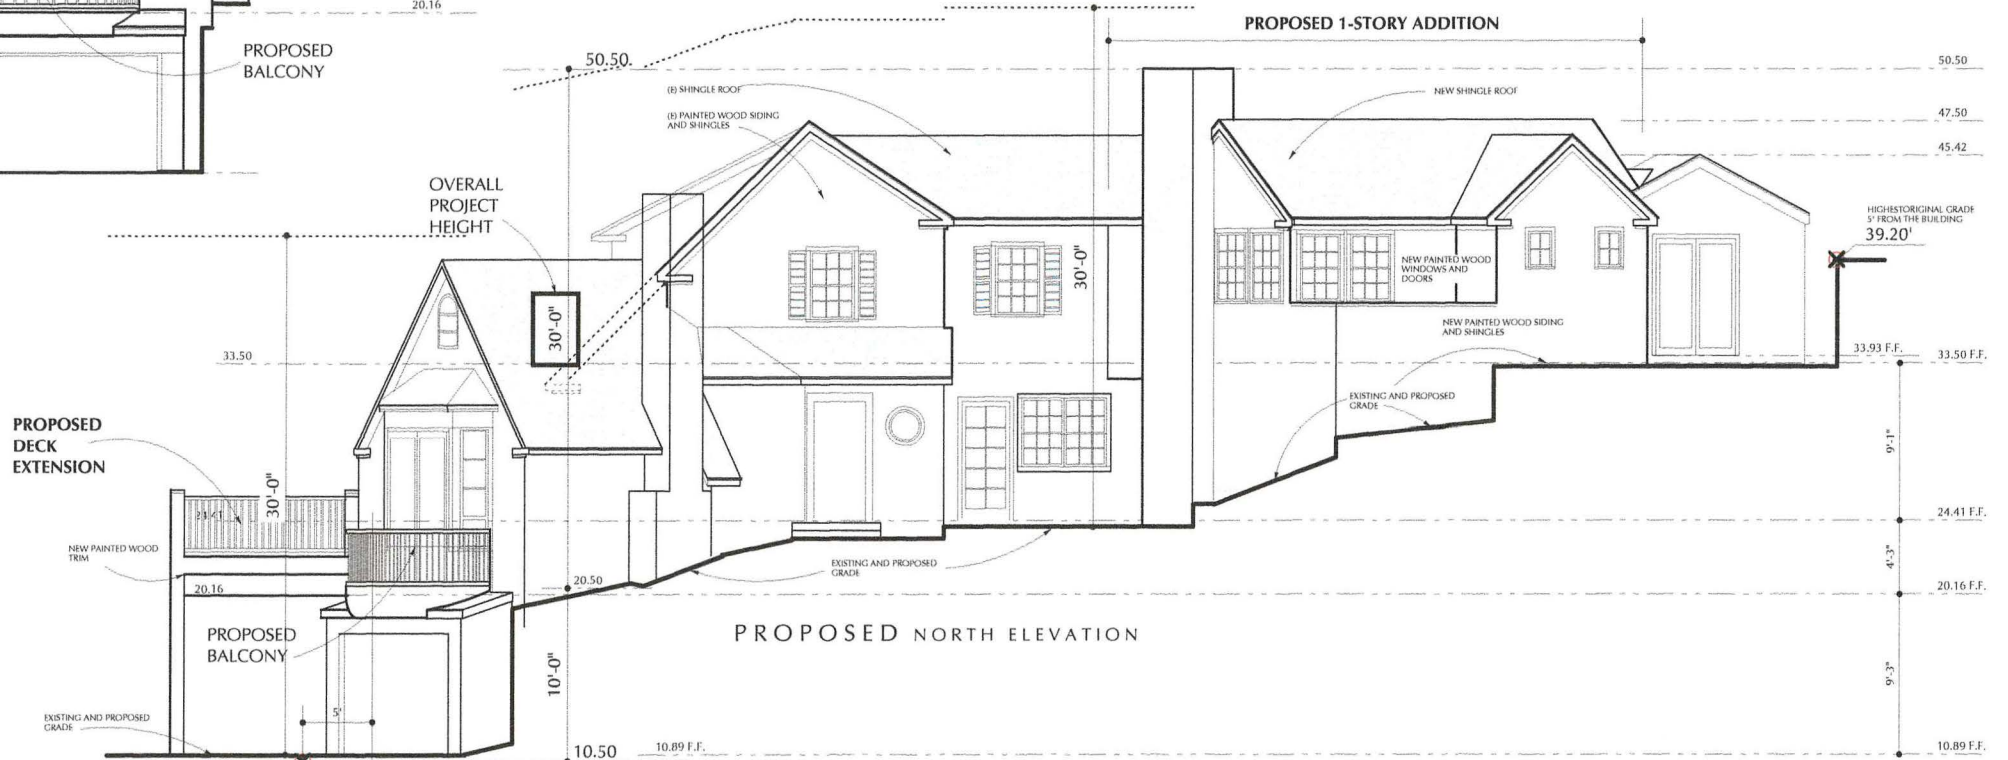 20.16
PROPOSED
BALCONY
PROPOSED 1-STORY ADDITION
50.50
50.50
(E) SHINGLE ROOF
NEW SHINGLE ROOF
(E) PAINTED WOOD SIDING
AND SHINGLES
47.50
45.42
OVERALL
PROJECT
HEIGHT
HIGHESTORIGINAL GRADE
5' FROM THE BUILDING
39.20'
30'-0"
NEW PAINTED WOOD
WINDOWS AND
DOORS
30'-0"
NEW PAINTED WOOD SIDING
AND SHINGLES
33.50
33.93 F.F.
33.50 F.F.
EXISTING AND PROPOSED
GRADE
PROPOSED
DECK
EXTENSION
9'-1"
30'-0"
24.41
24.41 F.F.
NEW PAINTED WOOD
TRIM
EXISTING AND PROPOSED
GRADE
4'-3"
20.50
20.16
20.16 F.F.
PROPOSED
BALCONY
PROPOSED NORTH ELEVATION
10'-0"
9'-3"
5'
EXISTING AND PROPOSED
GRADE
10.50
10.89 F.F.
10.89 F.F.